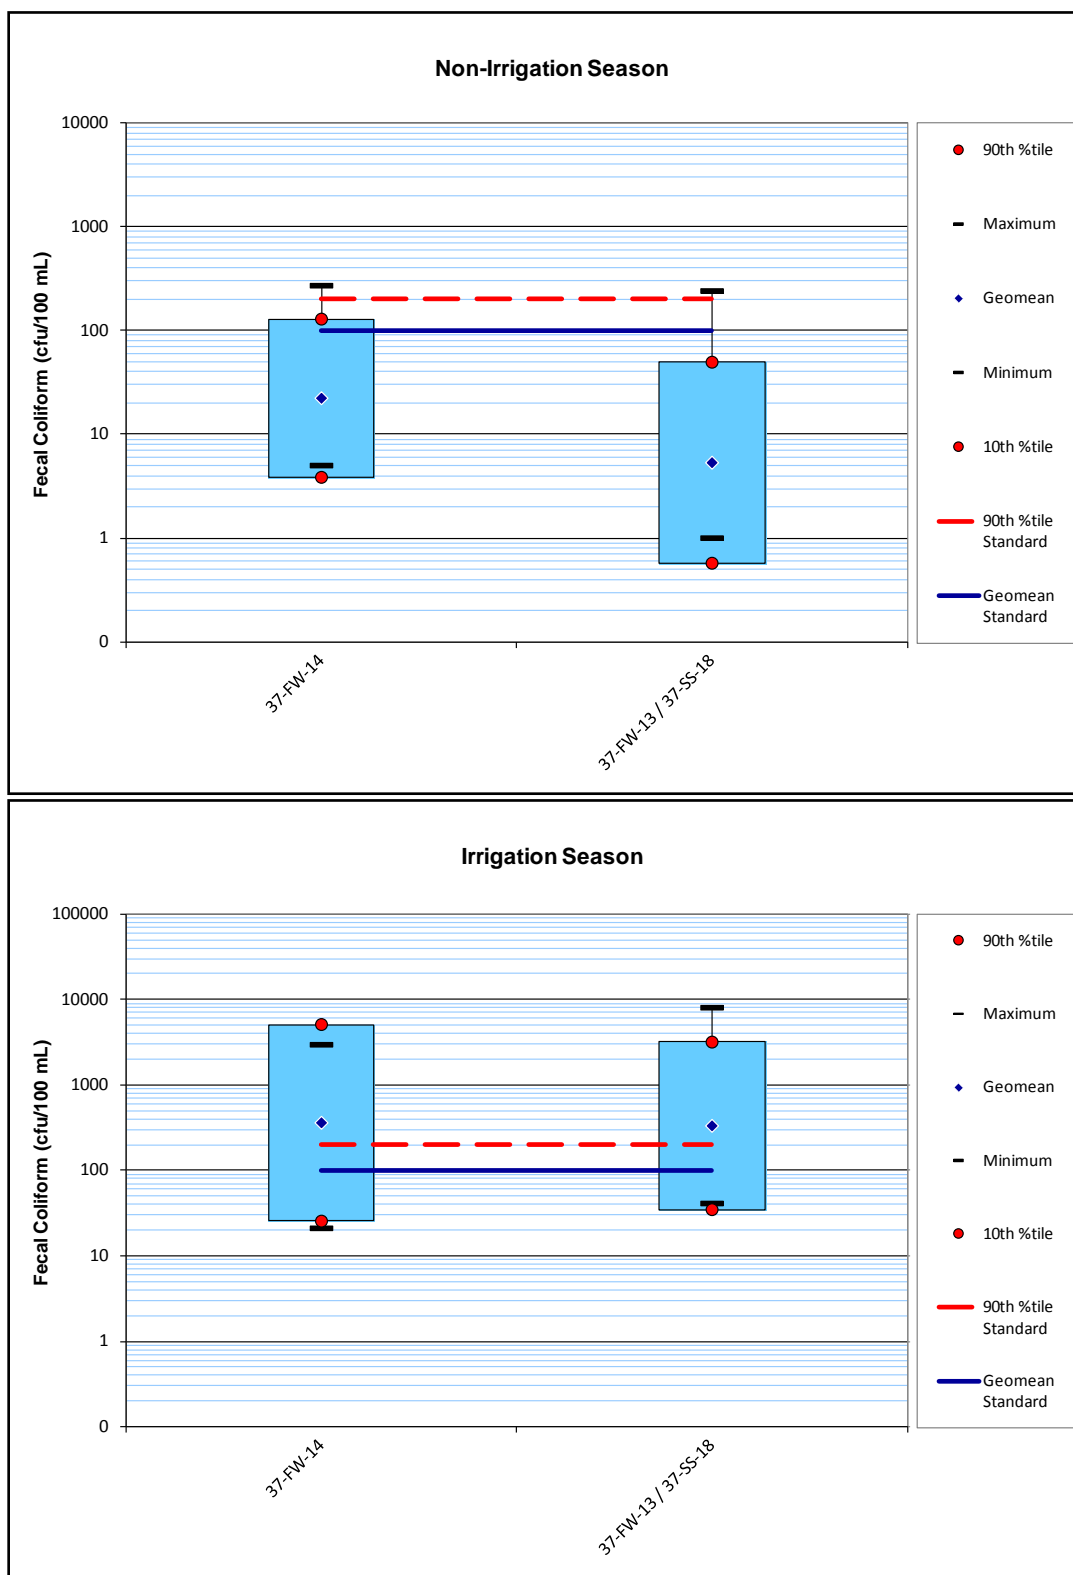 Non-Irrigation Season
Fecal Coliform (cfu/100 mL)
10000
1000
100
10
1
0
37-FW-14
37-FW-13 / 37-SS-18
90th %tile
Maximum
Geomean
Minimum
10th %tile
90th %tile
Standard
Geomean
Standard
Irrigation Season
Fecal Coliform (cfu/100 mL)
100000
10000
1000
100
10
1
0
37-FW-14
37-FW-13 / 37-SS-18
90th %tile
Maximum
Geomean
Minimum
10th %tile
90th %tile
Standard
Geomean
Standard